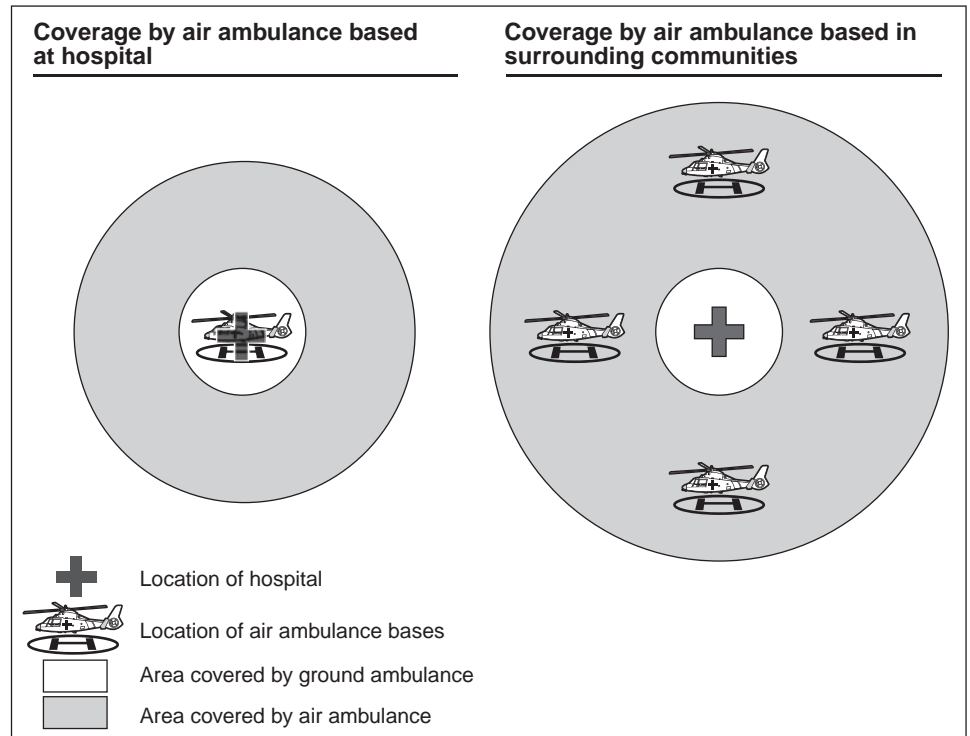 Coverage by air ambulance based
at hospital
Coverage by air ambulance based in
surrounding communities
Location of hospital
Location of air ambulance bases
Area covered by ground ambulance
Area covered by air ambulance